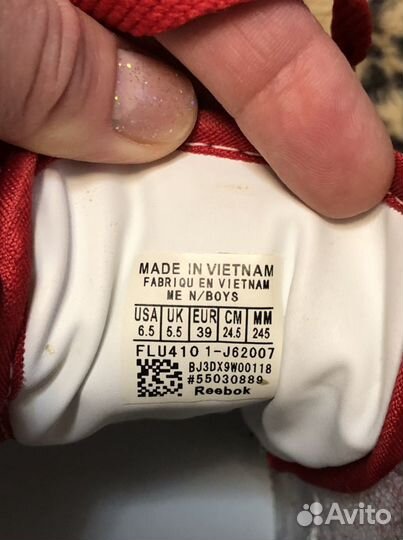 MADE IN VIETNAM
FABRIQU EN VIETNAM
ME N/BOYS
USA UK EUR CM MM
6.5 5.5 39 24.5 245
FLU410 1-J62007
BJ3DX9W00118
#55030889
Reebok
Avito